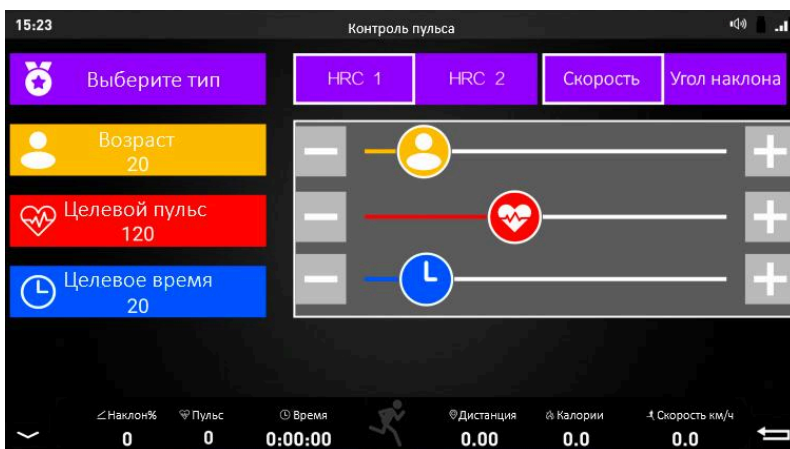 15:23
Контроль пульса
Выберите тип
HRC 1
HRC 2
Скорость
Угол наклона
Возраст
20
Целевой пульс
120
Целевое время
20
Наклон%
Пульс
Время
Дистанция
Калории
Скорость км/ч
0
0
0:00:00
0.00
0.0
0.0